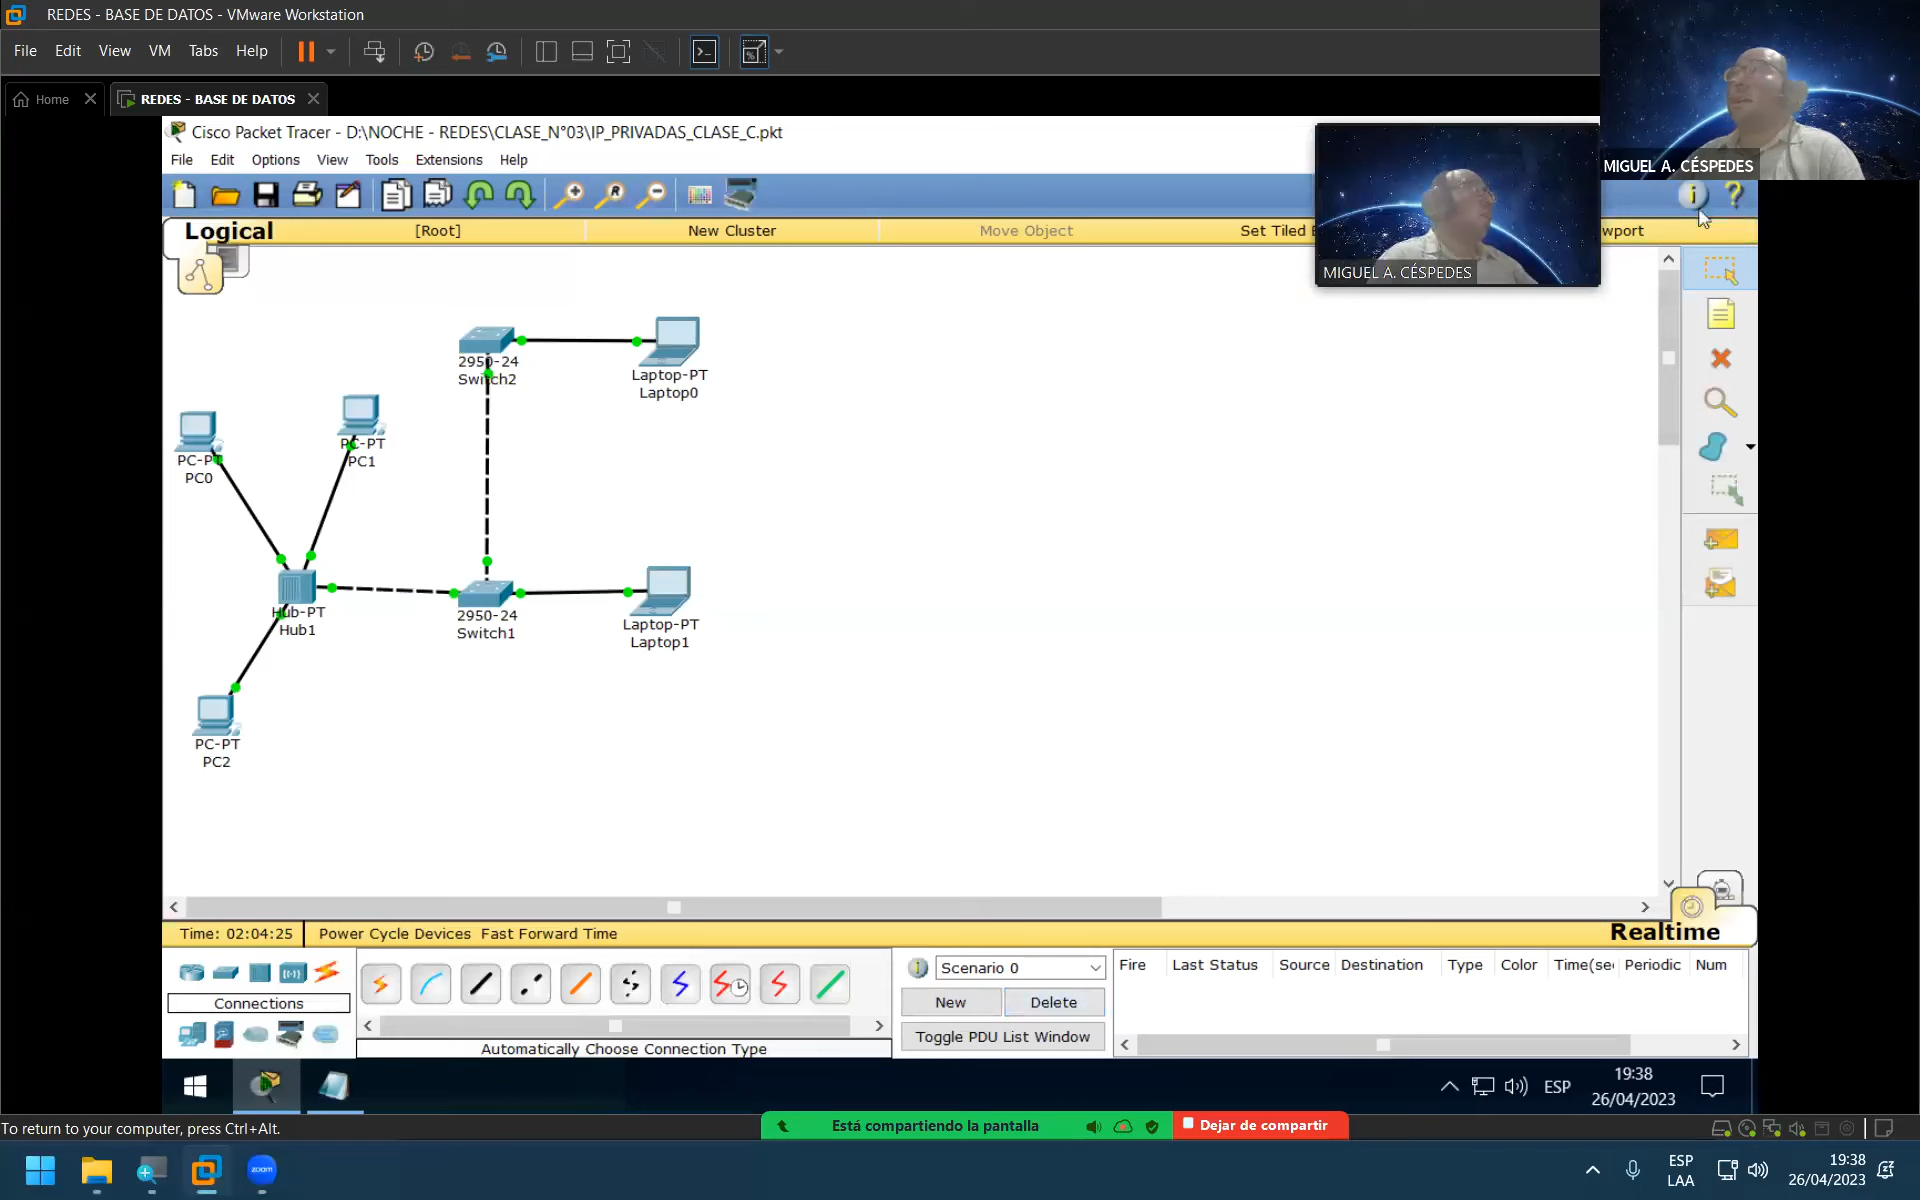 REDES - BASE DE DATOS - VMware Workstation
File Edit View VM Tabs Help
Home
REDES - BASE DE DATOS
MIGUEL A. CÉSPEDES
Cisco Packet Tracer - D:\NOCHE - REDES\CLASE_N°03\IP_PRIVADAS_CLASE_C.pkt
File Edit Options View Tools Extensions Help
MIGUEL A. CÉSPEDES
Logical
[Root]
New Cluster
Move Object
Set Tiled
wport
2950-24
Switch2
Laptop-PT
Laptop0
PC-PT
PC0
PC-PT
PC1
Hub-PT
Hub1
2950-24
Switch1
Laptop-PT
Laptop1
PC-PT
PC2
Time: 02:04:25
Power Cycle Devices Fast Forward Time
Realtime
Connections
Automatically Choose Connection Type
Scenario 0
New
Delete
Toggle PDU List Window
Fire Last Status Source Destination Type Color Time(sec Periodic Num
ESP
19:38
26/04/2023
To return to your computer, press Ctrl+Alt.
Está compartiendo la pantalla
Dejar de compartir
zoom
ESP
LAA
19:38
26/04/2023